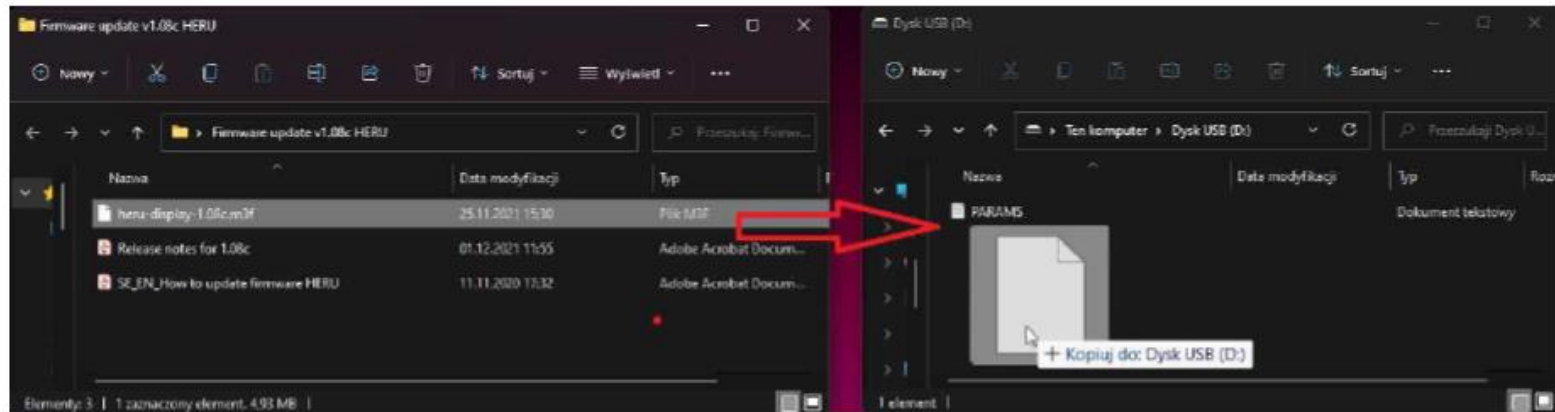 Firmware update v1.08c HERU
Nowy
Sortuj
Wyświetl
Firmware update v1.08c HERU
Nazwa
Data modyfikacji
Typ
heru-display-1.08c.m3f
25.11.2021 15:30
Plik M3F
Release notes for 1.08c
01.12.2021 11:55
Adobe Acrobat Docum...
SE_EN_How to update firmware HERU
11.11.2020 17:32
Adobe Acrobat Docum...
Elementy: 3
1 zaznaczony element. 4,93 MB
Dysk USB (D:)
Nowy
Sortuj
Ten komputer
Dysk USB (D:)
Przeszukaj Dysk U...
Nazwa
Data modyfikacji
Typ
PARAMS
Dokument tekstowy
+ Kopiuj do: Dysk USB (D:)
1 element